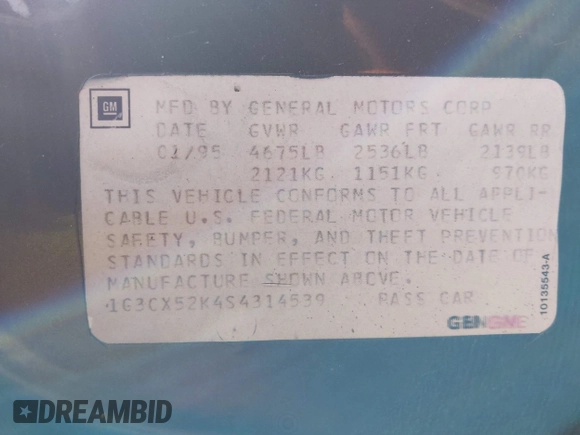 GM
MFD BY GENERAL MOTORS CORP
DATE GVWR GAWR FRT GAWR RR
01/95 4675LB 2536LB 2139LB
2121KG 1151KG 970KG
THIS VEHICLE CONFORMS TO ALL APPLI-
CABLE U.S. FEDERAL MOTOR VEHICLE
SAFETY, BUMPER, AND THEFT PREVENTION
STANDARDS IN EFFECT ON THE DATE OF
MANUFACTURE SHOWN ABOVE.
1G3CX52K4S4314539 PASS CAR
10135543-A
DREAMBID